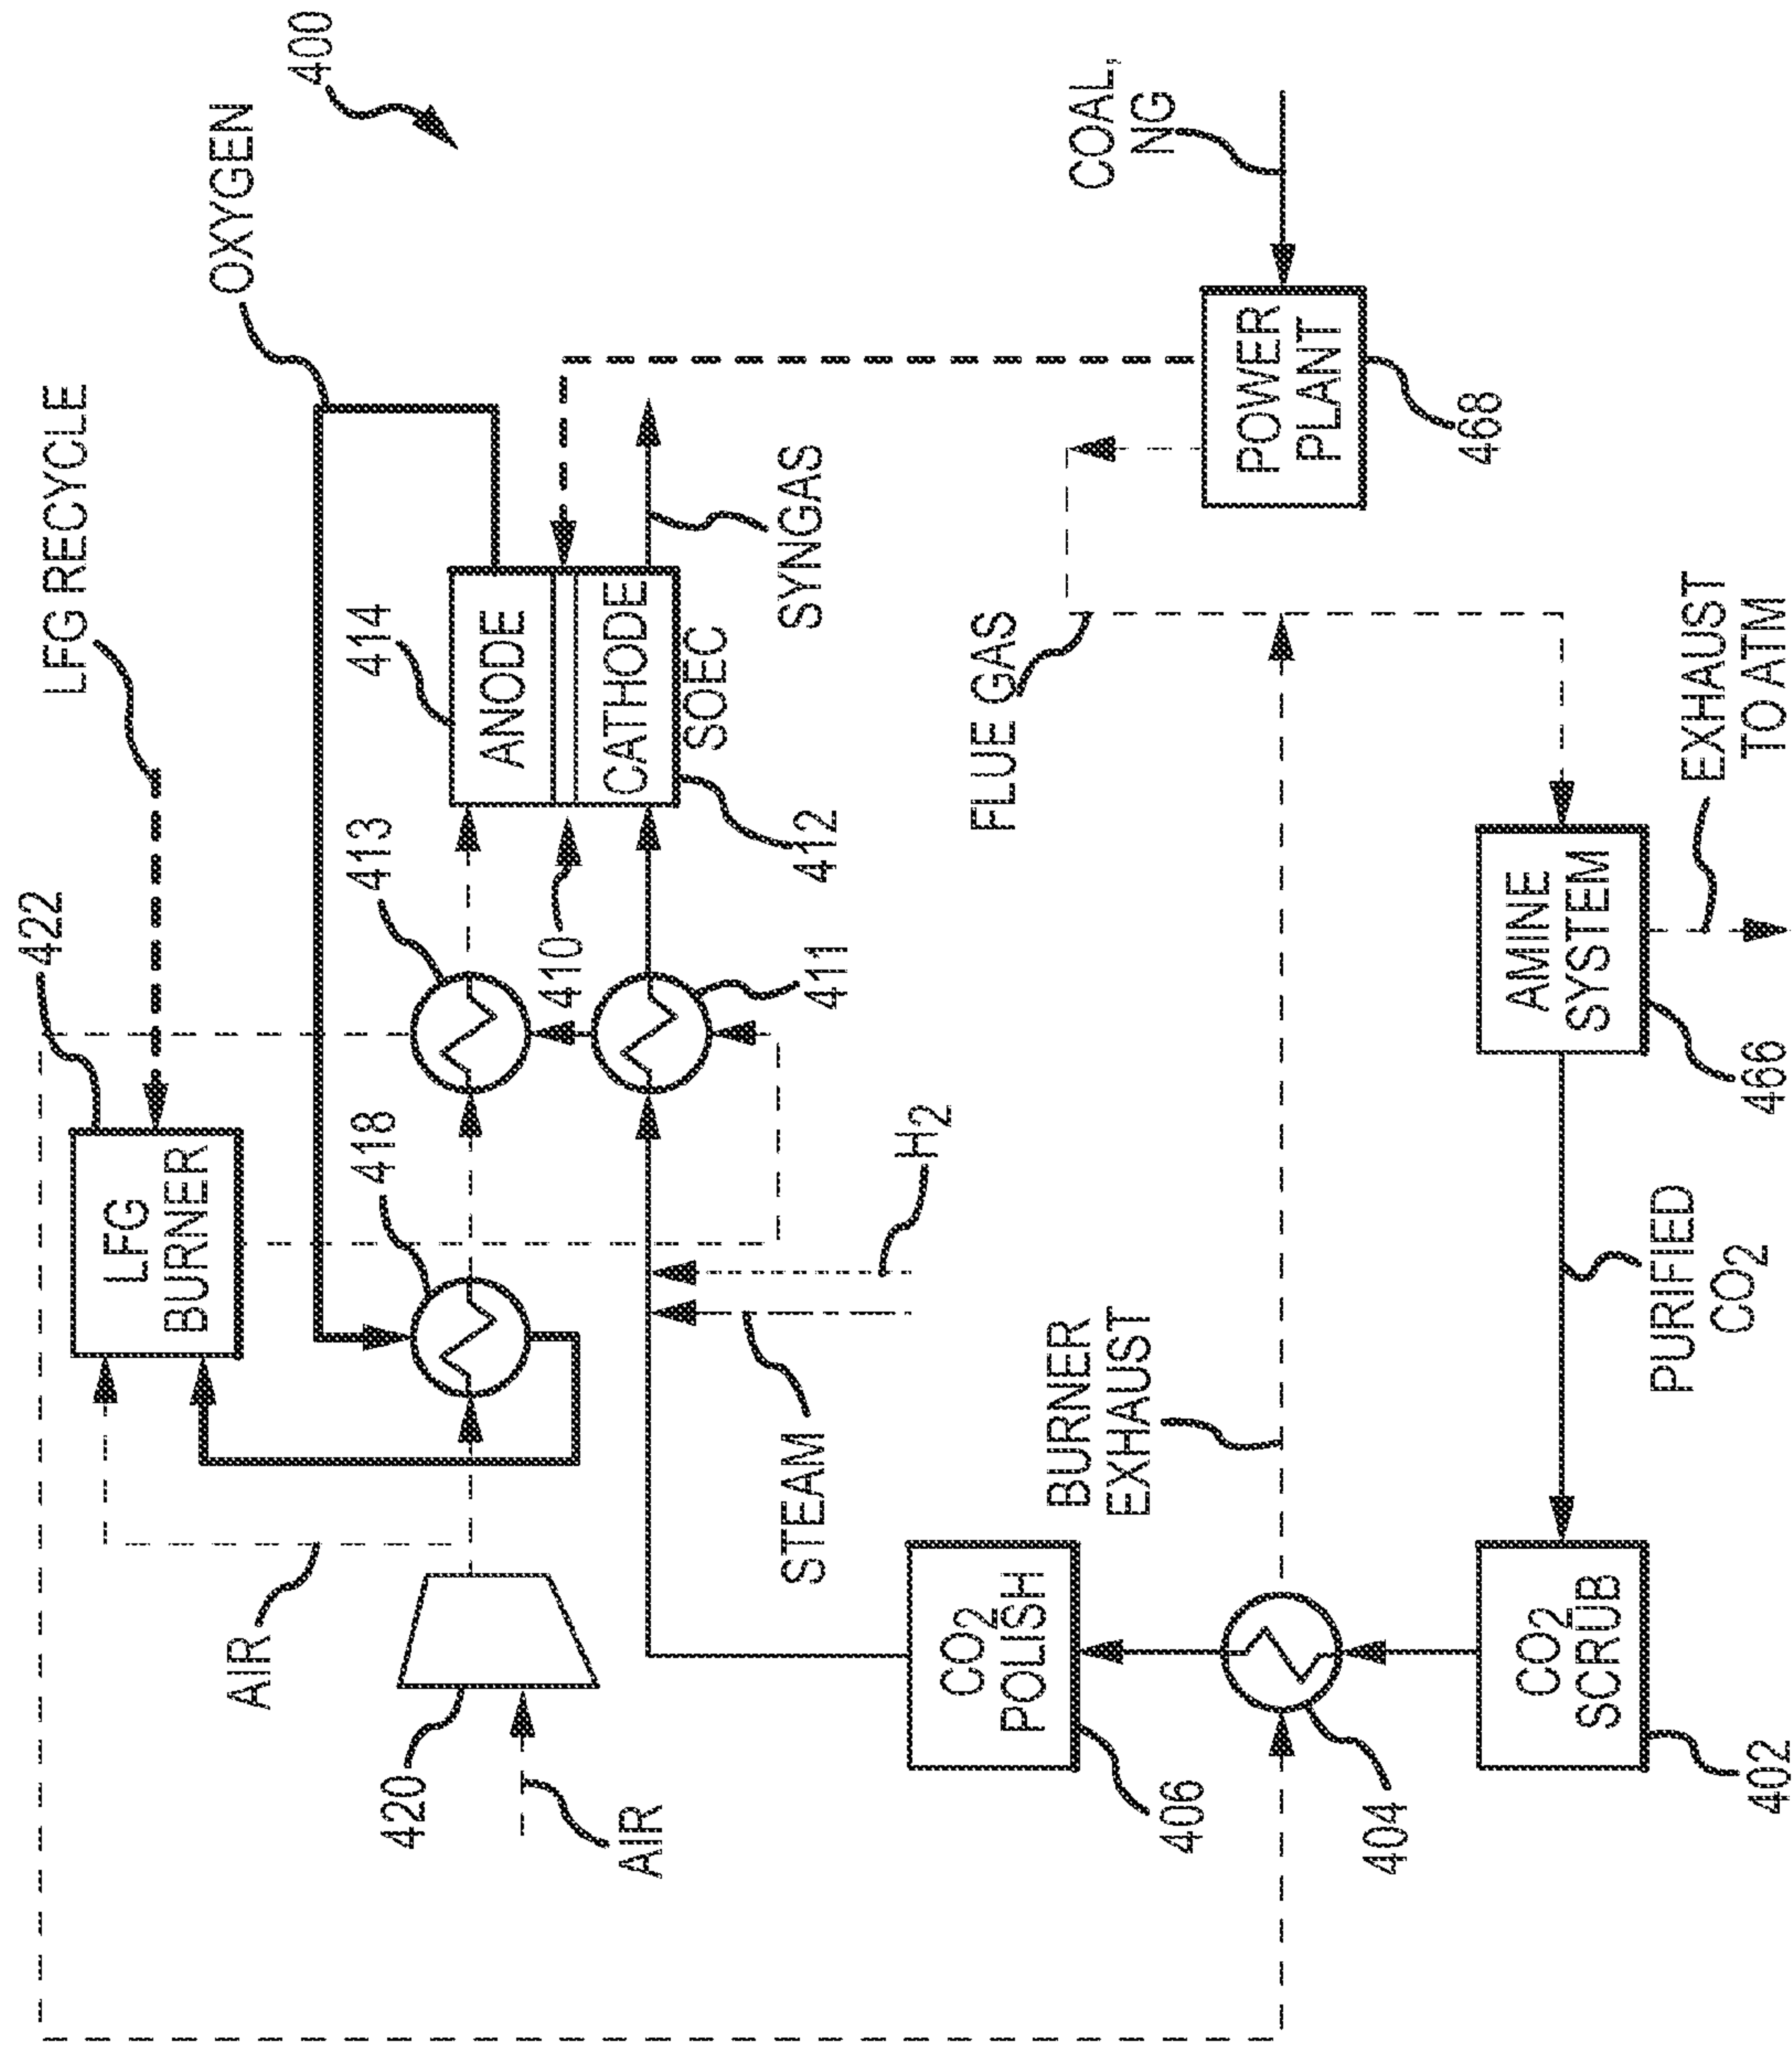 400
OXYGEN
LFG RECYCLE
422
LFG
BURNER
AIR
418
413
414
ANODE
CATHODE
SOEC
410
412
411
SYNGAS
420
AIR
STEAM
H2
COAL,
NG
POWER
PLANT
468
FLUE GAS
BURNER
EXHAUST
CO2
POLISH
406
404
CO2
SCRUB
402
PURIFIED
CO2
AMINE
SYSTEM
466
EXHAUST
TO ATM